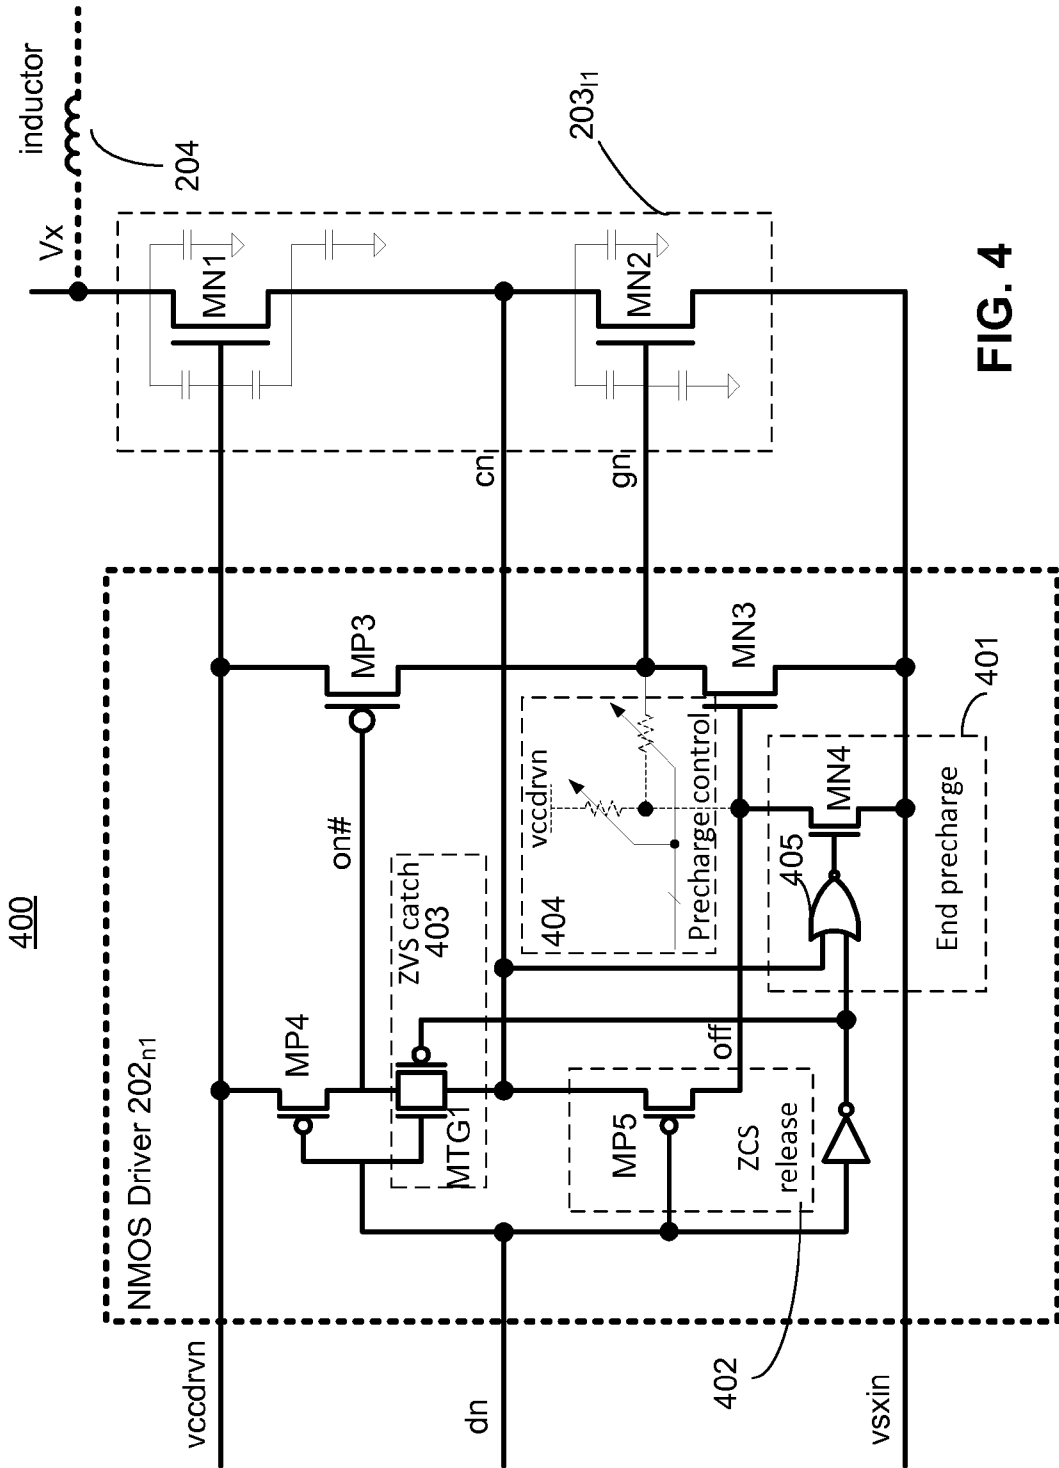 400
NMOS Driver 202n1
vccdrvn
dn
vsxin
MP4
on#
MP3
ZVS catch
403
MTG1
404
vccdrvn
Precharge control
off
MP5
ZCS
release
402
405
MN4
End precharge
401
MN3
cn
gn
MN1
MN2
203l1
Vx
inductor
204
FIG. 4